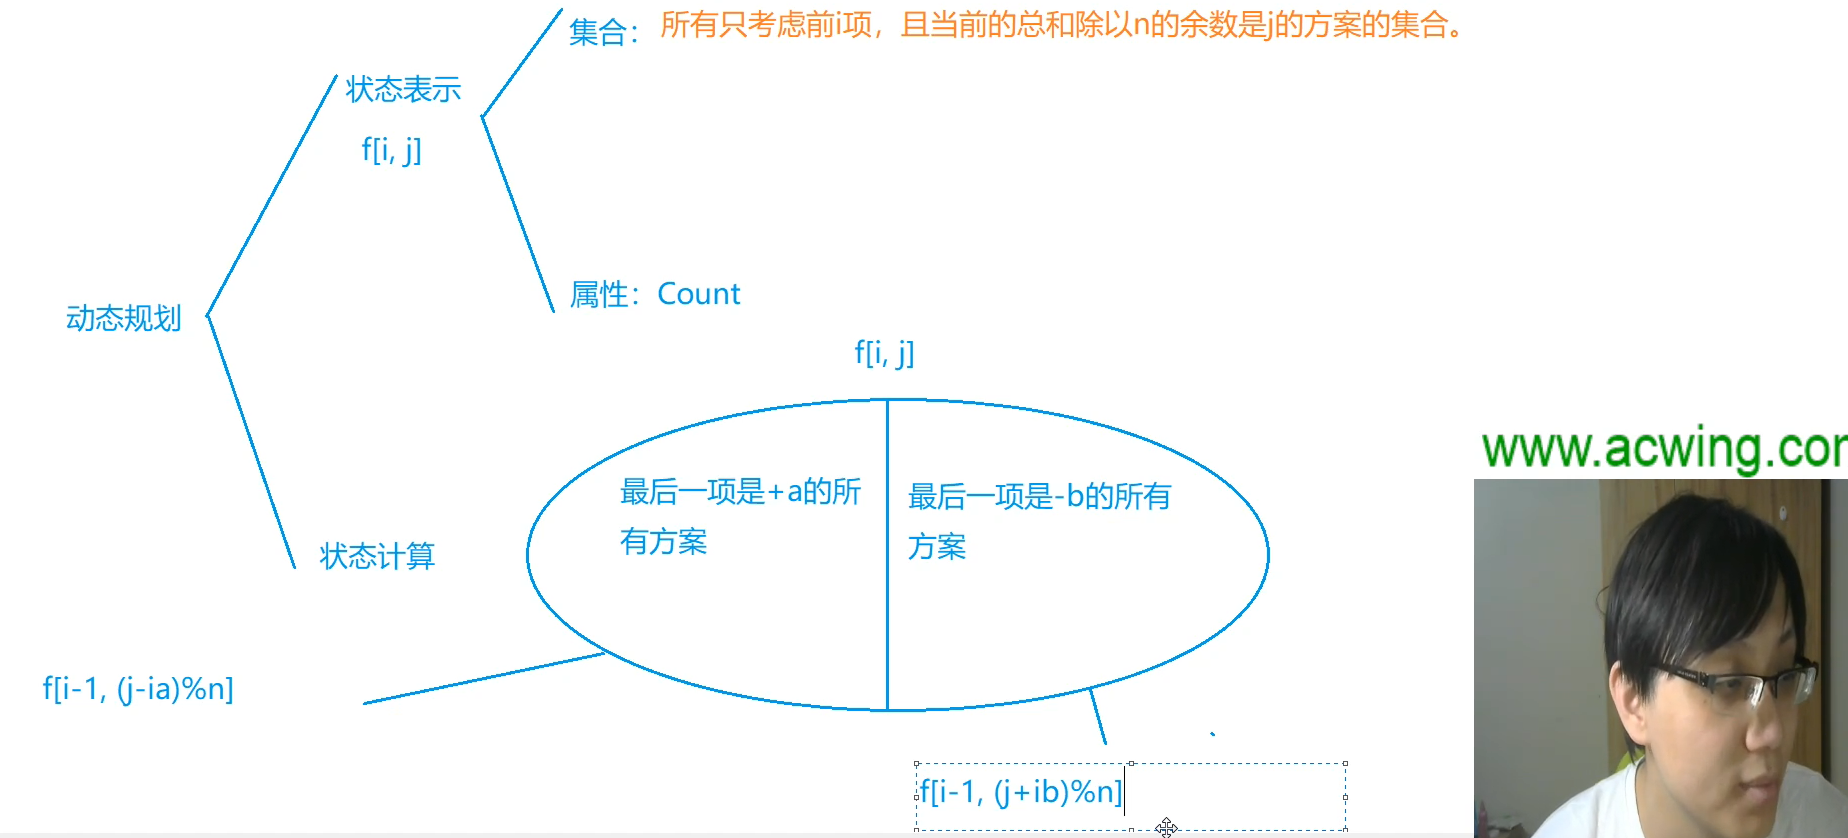 集合：
所有只考虑前i项，且当前的总和除以n的余数是j的方案的集合。
状态表示
f[i, j]
属性：Count
动态规划
f[i, j]
最后一项是+a的所
有方案
最后一项是-b的所有
方案
状态计算
f[i-1, (j-ia)%n]
f[i-1, (j+ib)%n]
www.acwing.com